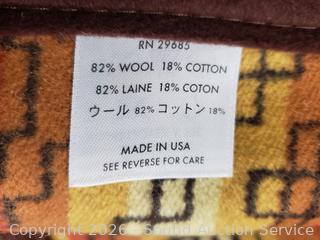 RN 29685
82% WOOL 18% COTTON
82% LAINE 18% COTON
ウール 82% コットン 18%
MADE IN USA
SEE REVERSE FOR CARE
Copyright 2026 - Sound Auction Service